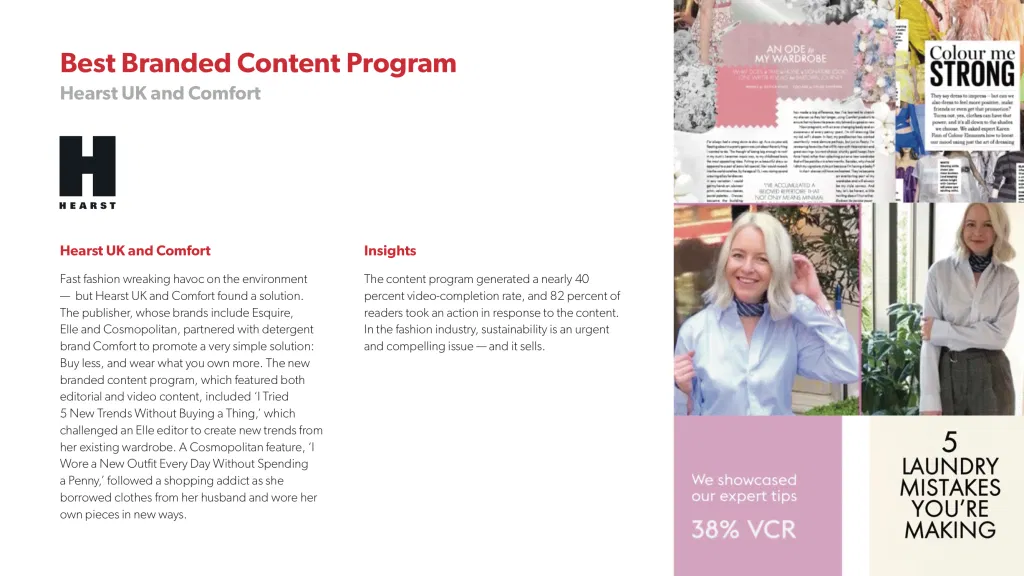 Best Branded Content Program
Hearst UK and Comfort
H
HEARST
Hearst UK and Comfort
Fast fashion wreaking havoc on the environment
— but Hearst UK and Comfort found a solution.
The publisher, whose brands include Esquire,
Elle and Cosmopolitan, partnered with detergent
brand Comfort to promote a very simple solution:
Buy less, and wear what you own more. The new
branded content program, which featured both
editorial and video content, included ‘I Tried
5 New Trends Without Buying a Thing,’ which
challenged an Elle editor to create new trends from
her existing wardrobe. A Cosmopolitan feature, ‘I
Wore a New Outfit Every Day Without Spending
a Penny,’ followed a shopping addict as she
borrowed clothes from her husband and wore her
own pieces in new ways.
Insights
The content program generated a nearly 40
percent video-completion rate, and 82 percent of
readers took an action in response to the content.
In the fashion industry, sustainability is an urgent
and compelling issue — and it sells.
AN ODE to
MY WARDROBE
I'VE ACCUMULATED A
BELOVED REPERTOIRE THAT
NOT ONLY MEANS MINIMAL
Colour me
STRONG
They say dress to impress – but can we
also dress to feel more positive, make
friends or even get that promotion?
Turns out, yes, clothes can have that
power, and it's all down to the shades
we choose. We asked expert Karen
Finn of Colour Elementers how to boost
our mood using just the art of dressing
We showcased
our expert tips
38% VCR
5
LAUNDRY
MISTAKES
YOU'RE
MAKING